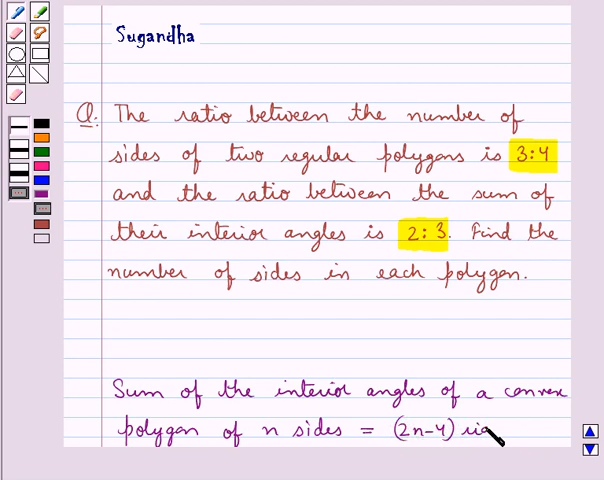 Sugandha
Q. The ratio between the number of
sides of two regular polygons is 3:4
and the ratio between the sum of
their interior angles is 2:3. Find the
number of sides in each polygon.
Sum of the interior angles of a convex
polygon of n sides = (2n-4)